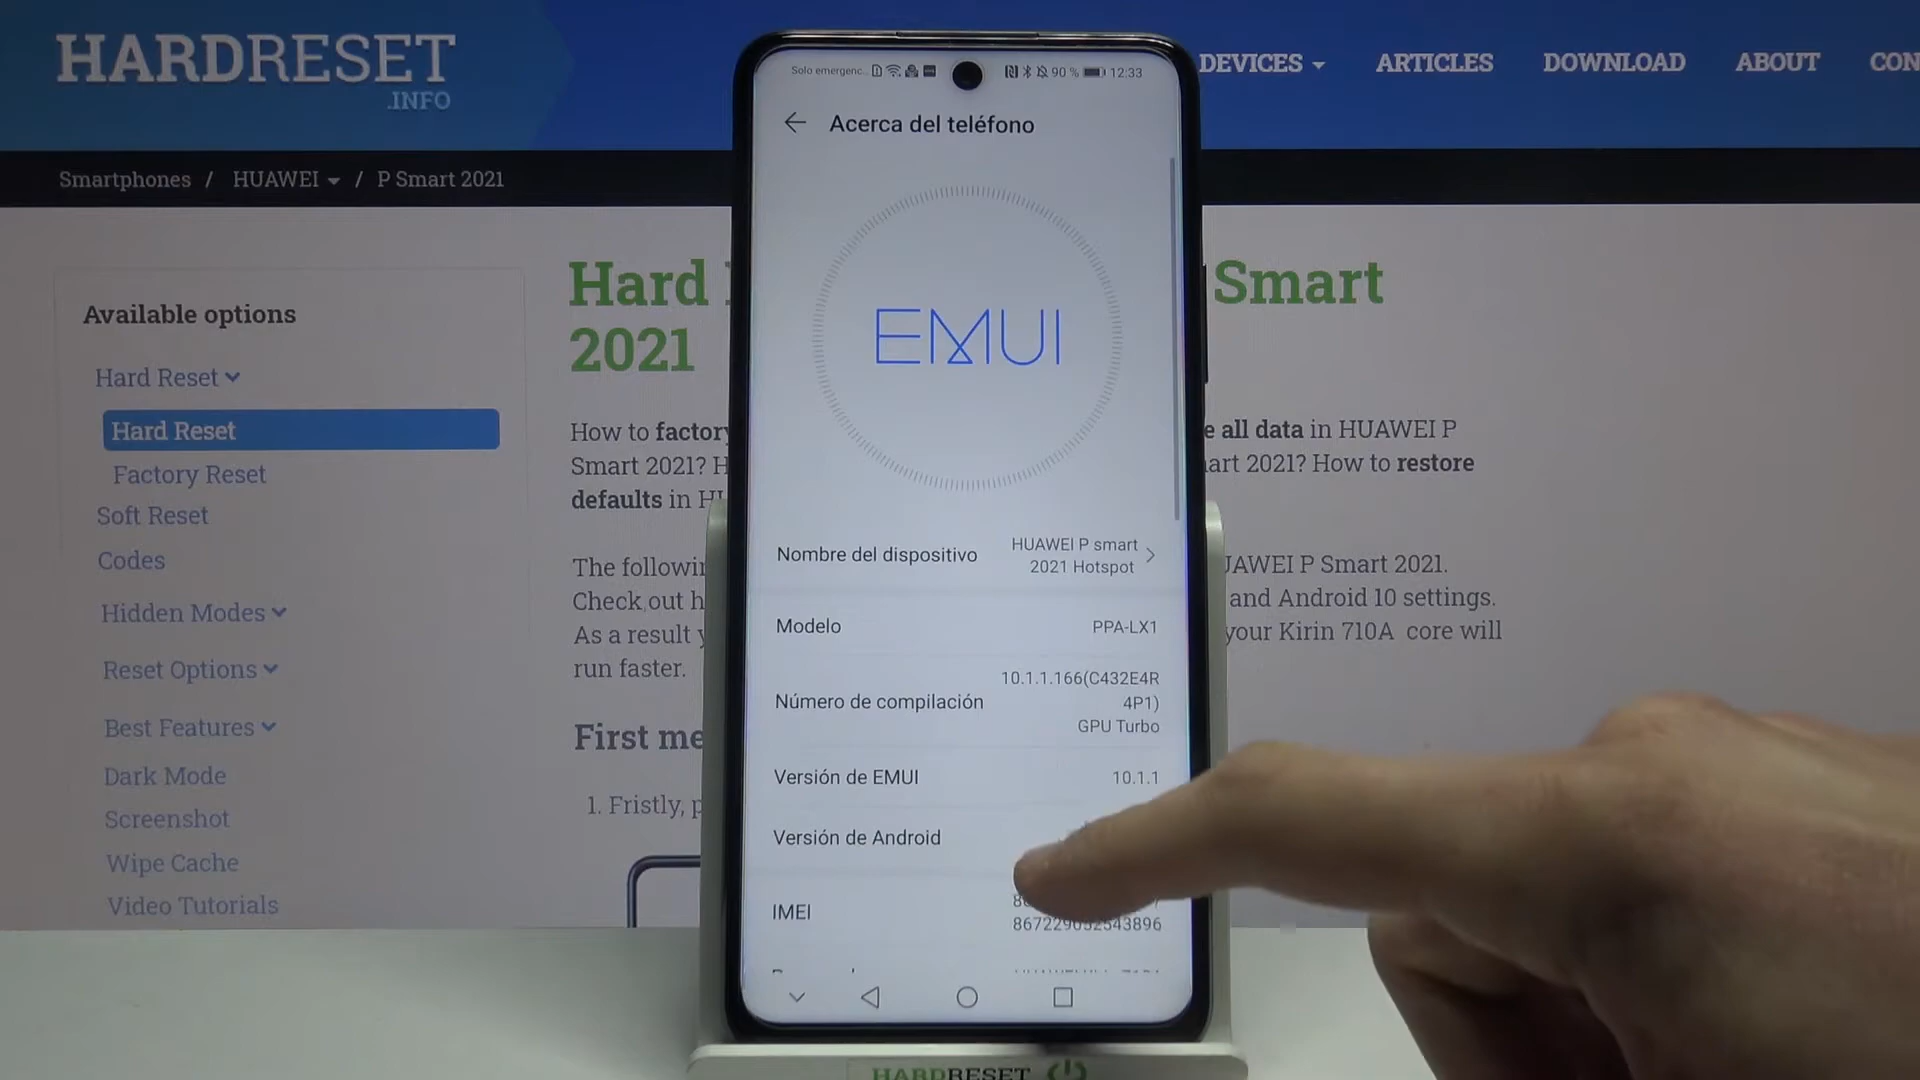 HARDRESET
.INFO
DEVICES
ARTICLES
DOWNLOAD
ABOUT
CON
Smartphones / HUAWEI / P Smart 2021
Available options
Hard Reset
Hard Reset
Factory Reset
Soft Reset
Codes
Hidden Modes
Reset Options
Best Features
Dark Mode
Screenshot
Wipe Cache
Video Tutorials
Hard
Smart
2021
How to factory
e all data in HUAWEI P
Smart 2021?
art 2021? How to restore
defaults in
The followin
HUAWEI P Smart 2021.
Check out h
and Android 10 settings.
As a result y
your Kirin 710A core will
run faster.
First me
1. Fristly, p
Solo emergenc...
90 %
12:33
Acerca del teléfono
EMUI
Nombre del dispositivo
HUAWEI P smart
2021 Hotspot
Modelo
PPA-LX1
Número de compilación
10.1.1.166(C432E4R
4P1)
GPU Turbo
Versión de EMUI
10.1.1
Versión de Android
IMEI
HARDRESET